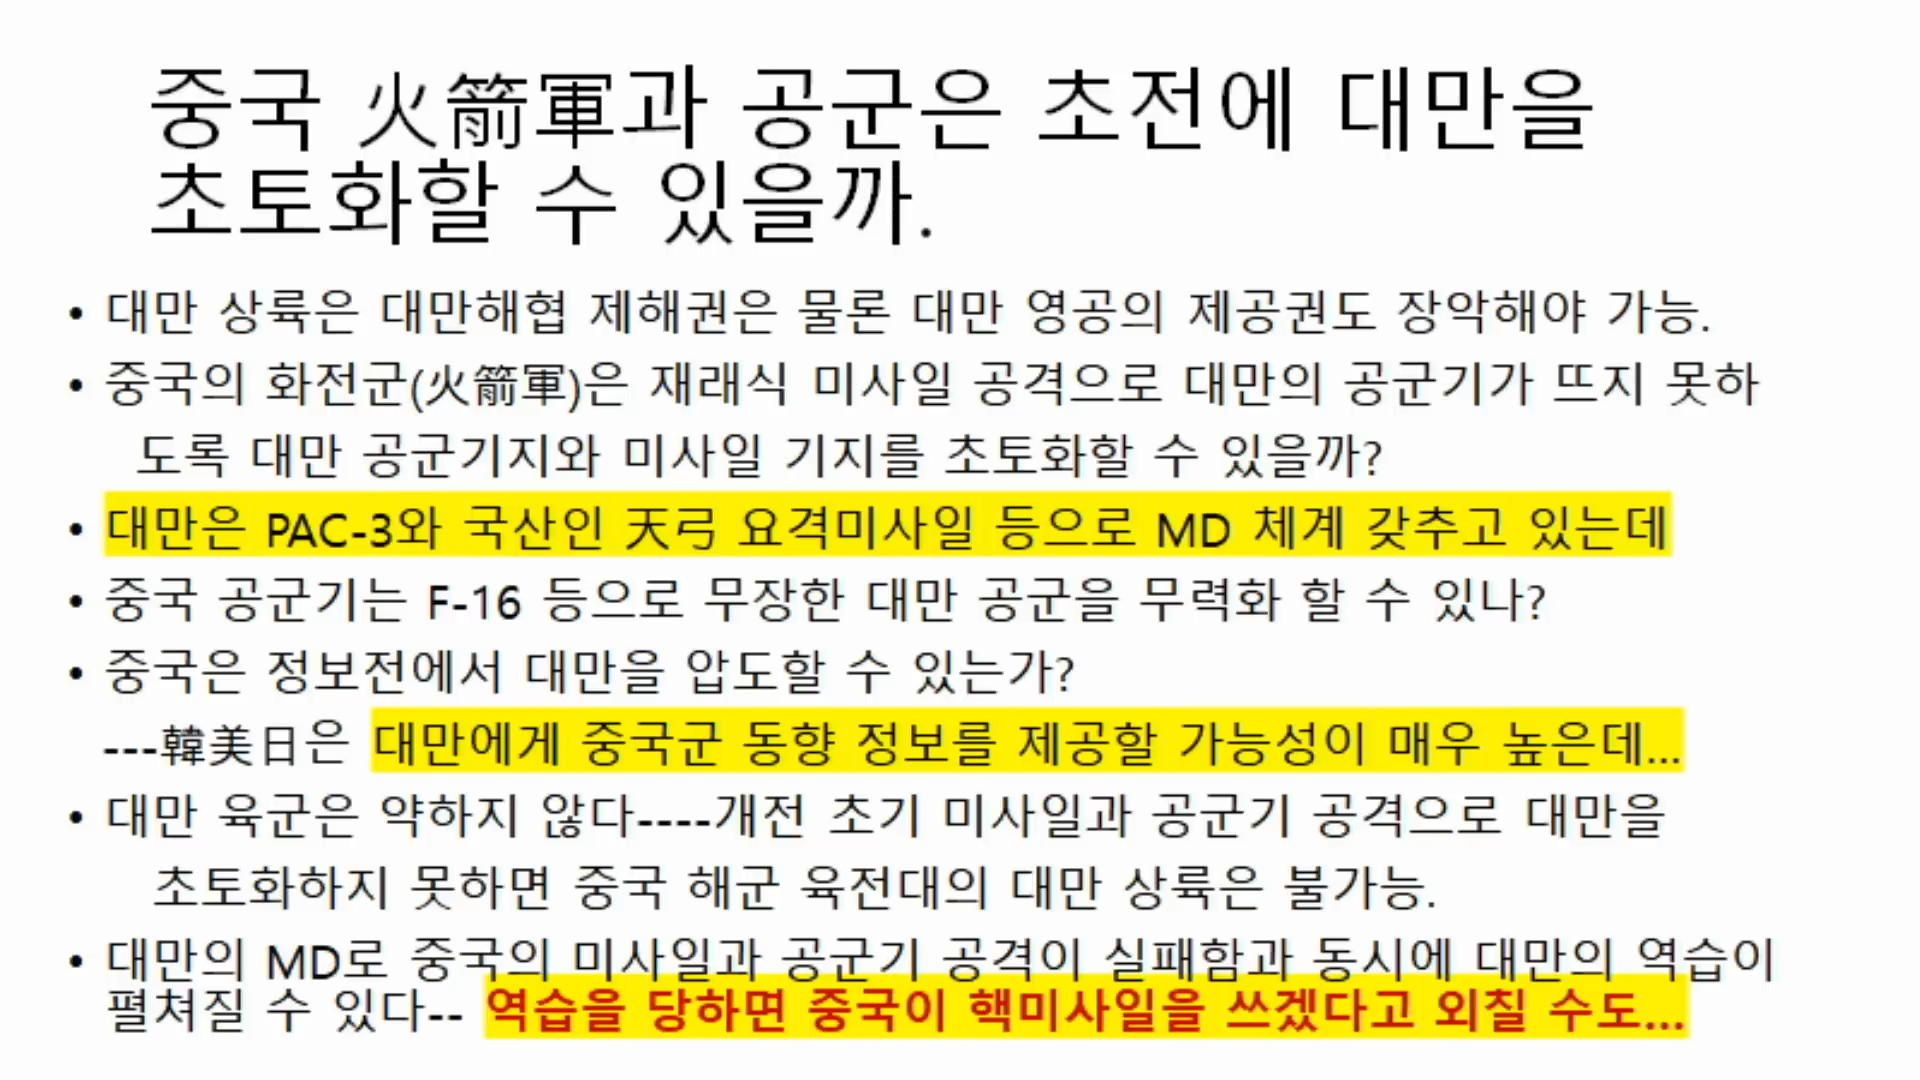 중국 火箭軍과 공군은 초전에 대만을
초토화할 수 있을까.
• 대만 상륙은 대만해협 제해권은 물론 대만 영공의 제공권도 장악해야 가능.
• 중국의 화전군(火箭軍)은 재래식 미사일 공격으로 대만의 공군기가 뜨지 못하
도록 대만 공군기지와 미사일 기지를 초토화할 수 있을까?
• 대만은 PAC-3와 국산인 天弓 요격미사일 등으로 MD 체계 갖추고 있는데
• 중국 공군기는 F-16 등으로 무장한 대만 공군을 무력화 할 수 있나?
• 중국은 정보전에서 대만을 압도할 수 있는가?
---韓美日은 대만에게 중국군 동향 정보를 제공할 가능성이 매우 높은데...
• 대만 육군은 약하지 않다----개전 초기 미사일과 공군기 공격으로 대만을
초토화하지 못하면 중국 해군 육전대의 대만 상륙은 불가능.
• 대만의 MD로 중국의 미사일과 공군기 공격이 실패함과 동시에 대만의 역습이
펼쳐질 수 있다-- 역습을 당하면 중국이 핵미사일을 쓰겠다고 외칠 수도...